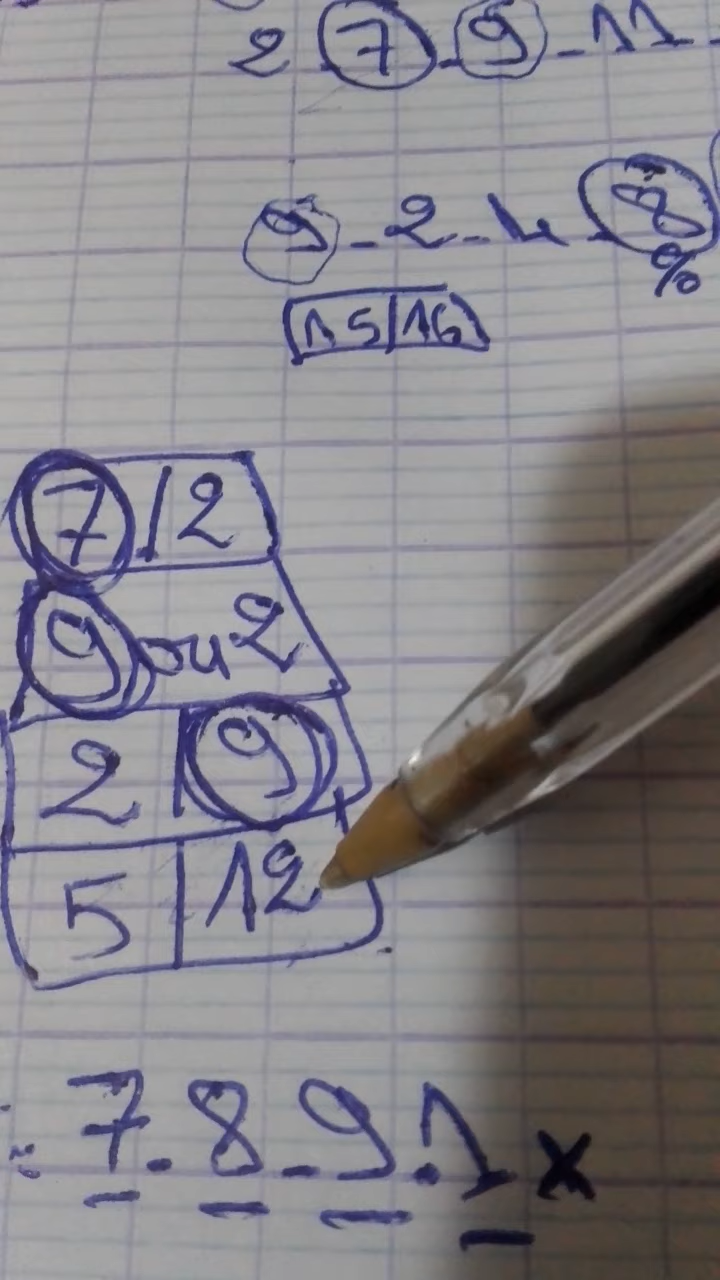 2 7 - 9 - 11 -
9 - 2 - 4 - 8
%
15|16
7/2
9 ou 2
2 | 9
5 | 12
= 7 - 8 - 9 . 1 x